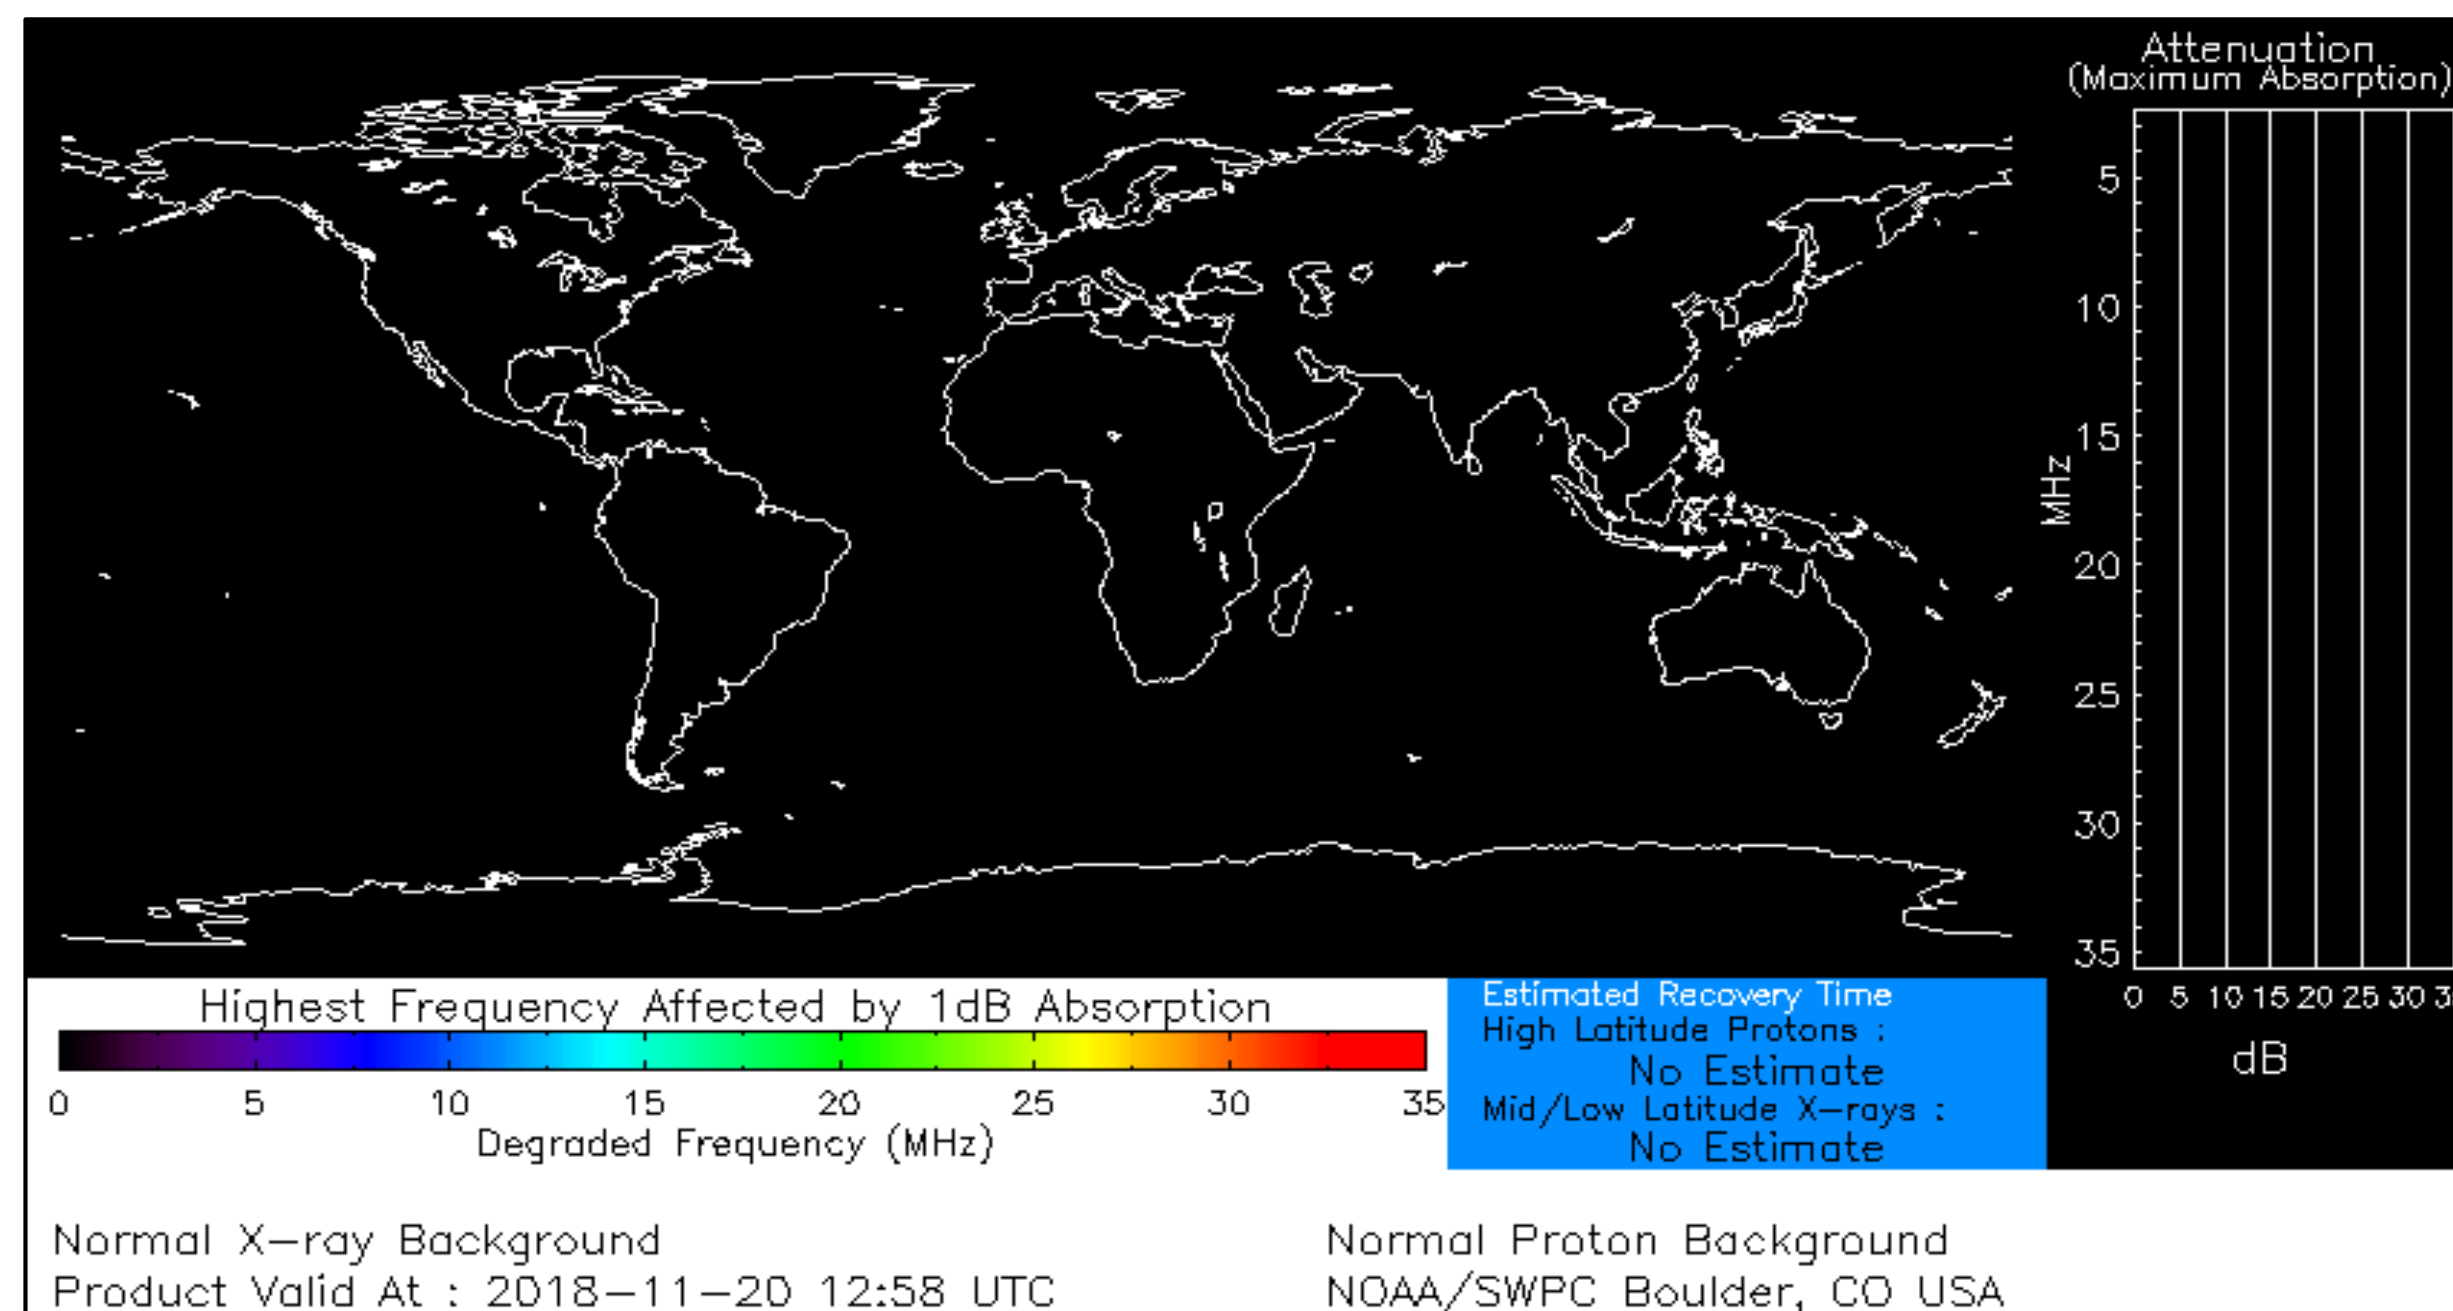 Attenuation
(Maximum Absorption)
5
10
15
20
25
30
35
MHz
0 5 10 15 20 25 30
dB
Highest Frequency Affected by 1dB Absorption
0 5 10 15 20 25 30 35
Degraded Frequency (MHz)
Estimated Recovery Time
High Latitude Protons :
No Estimate
Mid/Low Latitude X-rays :
No Estimate
Normal X-ray Background
Normal Proton Background
Product Valid At : 2018-11-20 12:58 UTC
NOAA/SWPC Boulder, CO USA